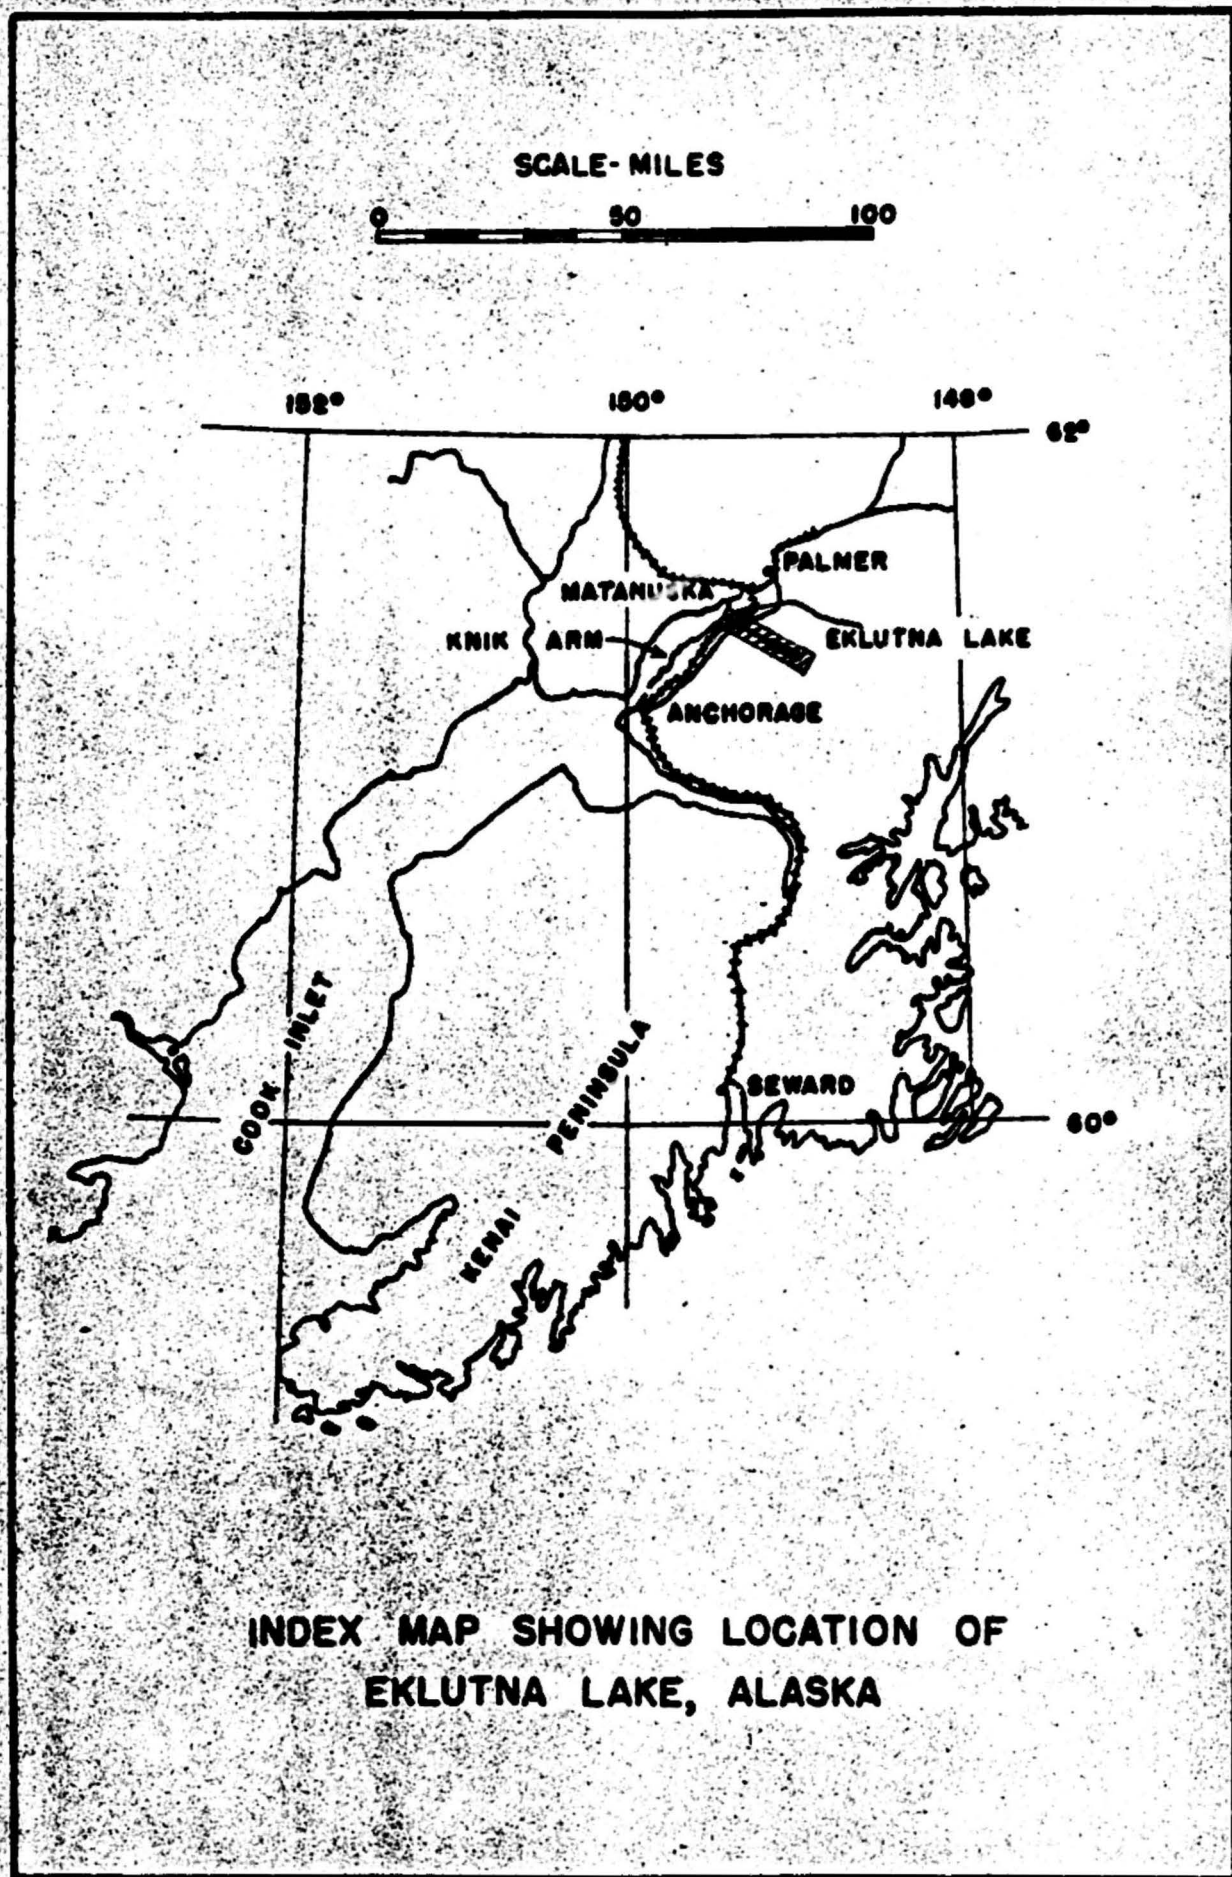 SCALE- MILES
0 50 100
152° 150° 148°
62°
PALMER
MATANUSKA
KNIK ARM
EKLUTNA LAKE
ANCHORAGE
COOK INLET
KENAI PENINSULA
SEWARD
60°
INDEX MAP SHOWING LOCATION OF
EKLUTNA LAKE, ALASKA